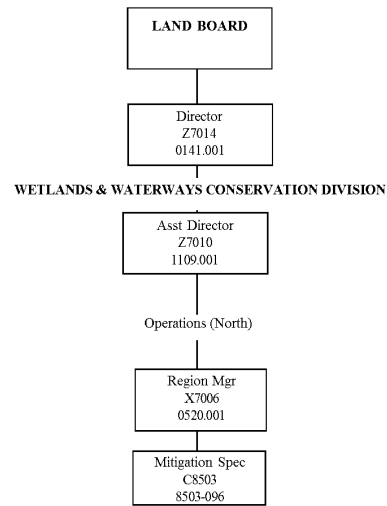 LAND BOARD
Director
Z7014
0141.001
WETLANDS & WATERWAYS CONSERVATION DIVISION
Asst Director
Z7010
1109.001
Operations (North)
Region Mgr
X7006
0520.001
Mitigation Spec
C8503
8503-096